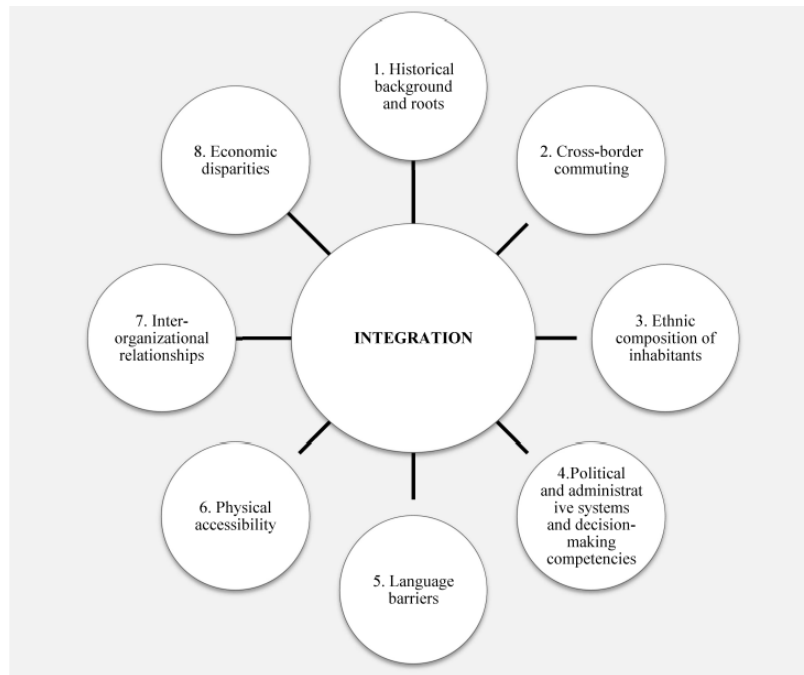 1. Historical
background
and roots
2. Cross-border
commuting
3. Ethnic
composition of
inhabitants
4.Political
and administrat
ive systems
and decision-
making
competencies
5. Language
barriers
6. Physical
accessibility
7. Inter-
organizational
relationships
8. Economic
disparities
INTEGRATION